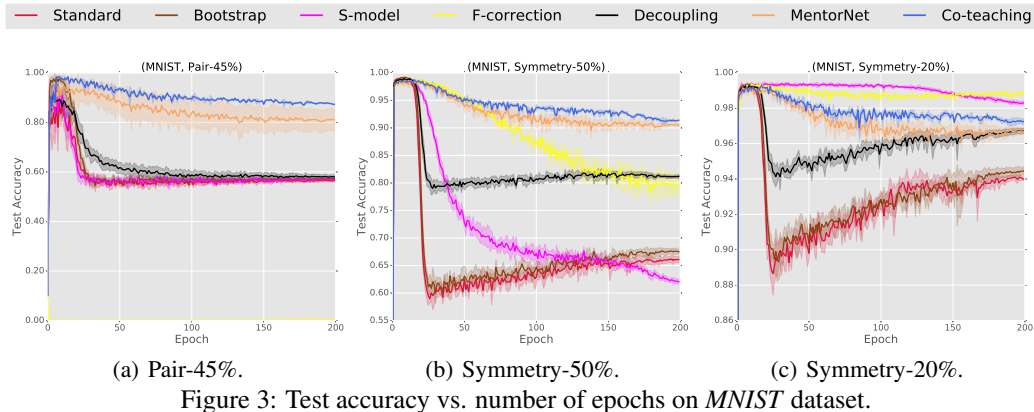 Standard Bootstrap S-model F-correction Decoupling MentorNet Co-teaching
(MNIST, Pair-45%)
1.00
0.80
0.60
0.40
0.20
0.00
0 50 100 150 200
Test Accuracy
Epoch
(MNIST, Symmetry-50%)
1.00
0.95
0.90
0.85
0.80
0.75
0.70
0.65
0.60
0.55
0 50 100 150 200
Test Accuracy
Epoch
(MNIST, Symmetry-20%)
1.00
0.98
0.96
0.94
0.92
0.90
0.88
0.86
0 50 100 150 200
Test Accuracy
Epoch
(a) Pair-45%.
(b) Symmetry-50%.
(c) Symmetry-20%.
Figure 3: Test accuracy vs. number of epochs on MNIST dataset.